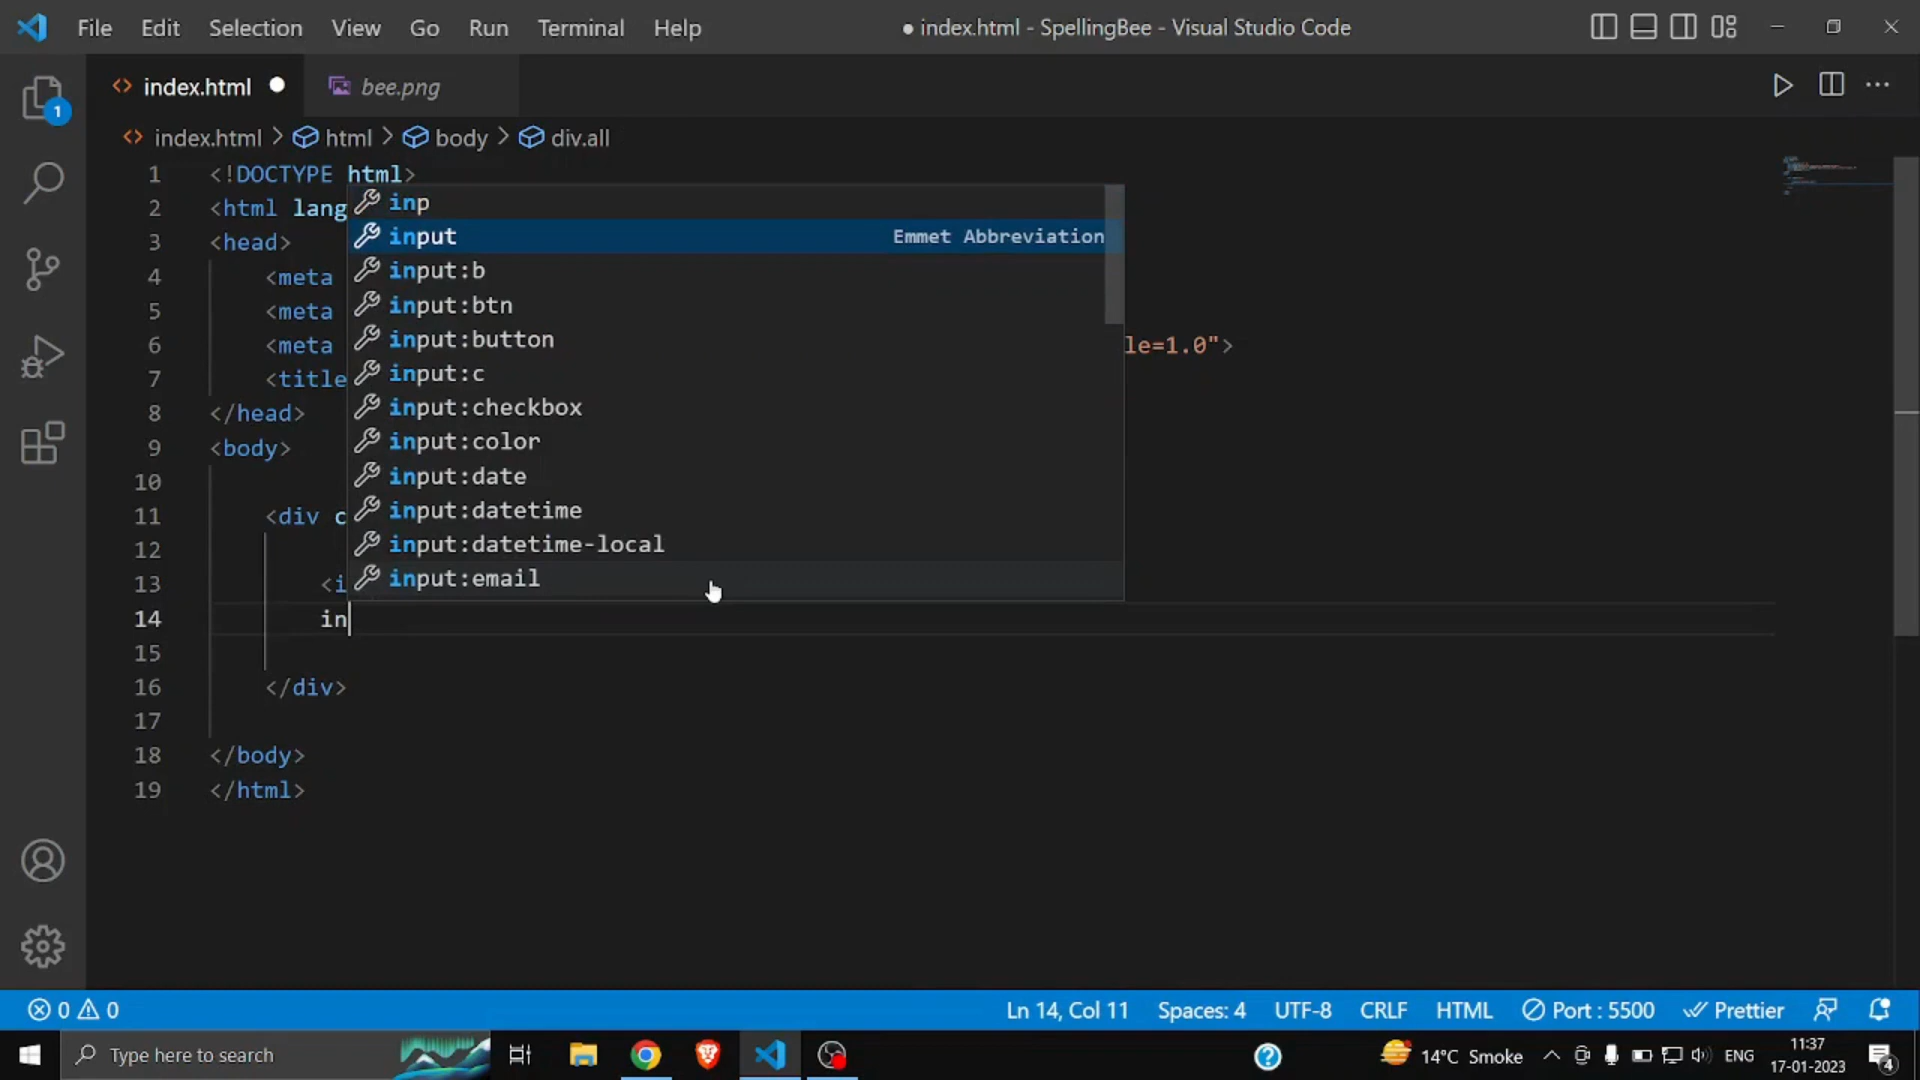 File Edit Selection View Go Run Terminal Help ● index.html - SpellingBee - Visual Studio Code
index.html bee.png
index.html > html > body > div.all
1 <!DOCTYPE html>
2 <html lang
3 <head>
4 <meta
5 <meta
6 <meta le=1.0">
7 <title
8 </head>
9 <body>
10
11 <div c
12
13 <i
14 in
15
16 </div>
17
18 </body>
19 </html>
inp
input Emmet Abbreviation
input:b
input:btn
input:button
input:c
input:checkbox
input:color
input:date
input:datetime
input:datetime-local
input:email
1
0 0 Ln 14, Col 11 Spaces: 4 UTF-8 CRLF HTML Port : 5500 Prettier
Type here to search 14°C Smoke ENG 11:37
17-01-2023 4